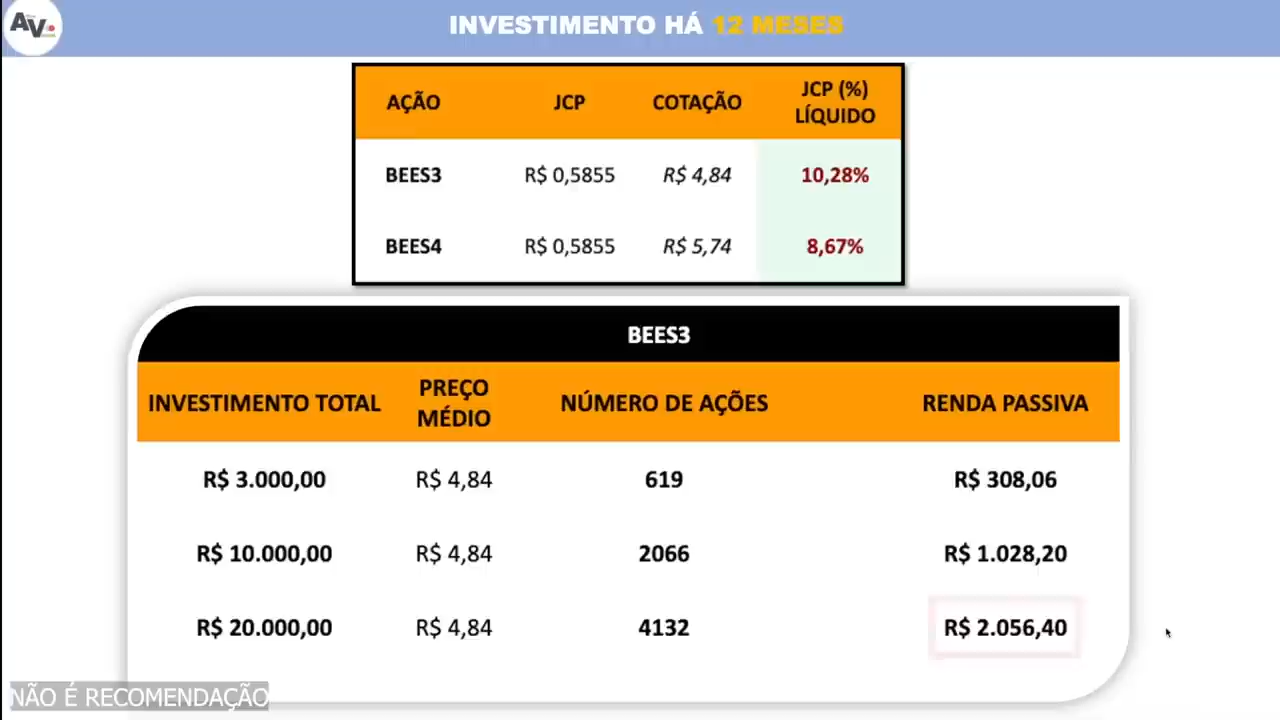 AV.
INVESTIMENTO HÁ 12 MESES
AÇÃO JCP COTAÇÃO JCP (%) LÍQUIDO
BEES3 R$ 0,5855 R$ 4,84 10,28%
BEES4 R$ 0,5855 R$ 5,74 8,67%
BEES3
INVESTIMENTO TOTAL PREÇO MÉDIO NÚMERO DE AÇÕES RENDA PASSIVA
R$ 3.000,00 R$ 4,84 619 R$ 308,06
R$ 10.000,00 R$ 4,84 2066 R$ 1.028,20
R$ 20.000,00 R$ 4,84 4132 R$ 2.056,40
NÃO É RECOMENDAÇÃO